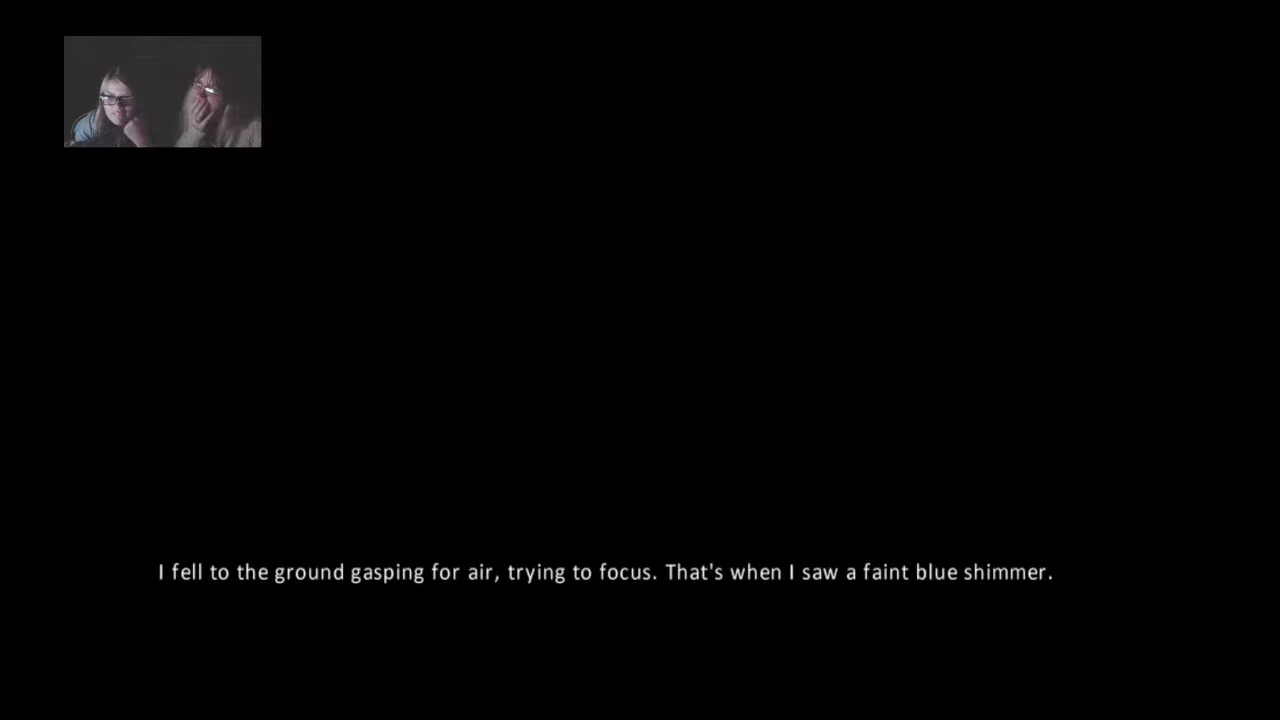 I fell to the ground gasping for air, trying to focus. That's when I saw a faint blue shimmer.